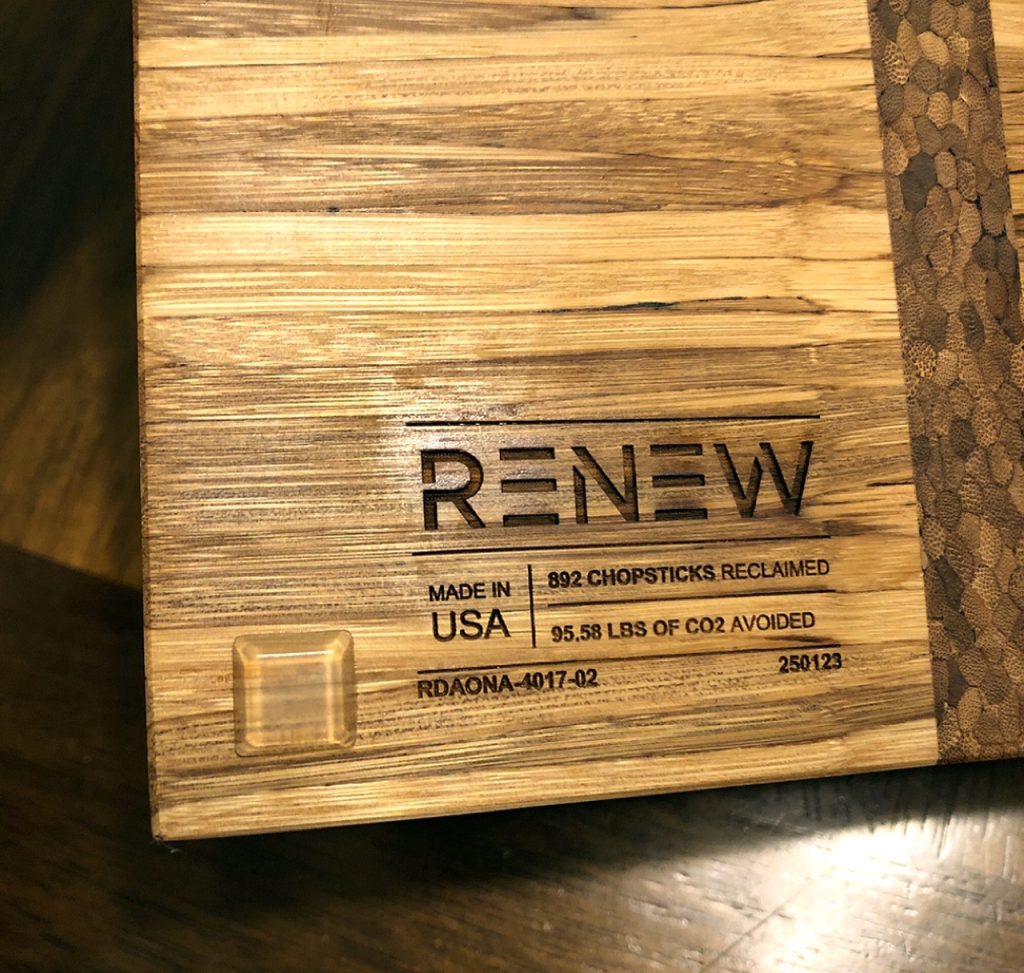 RENEW
MADE IN
USA
892 CHOPSTICKS RECLAIMED
95.58 LBS OF CO2 AVOIDED
RDAONA-4017-02
250123